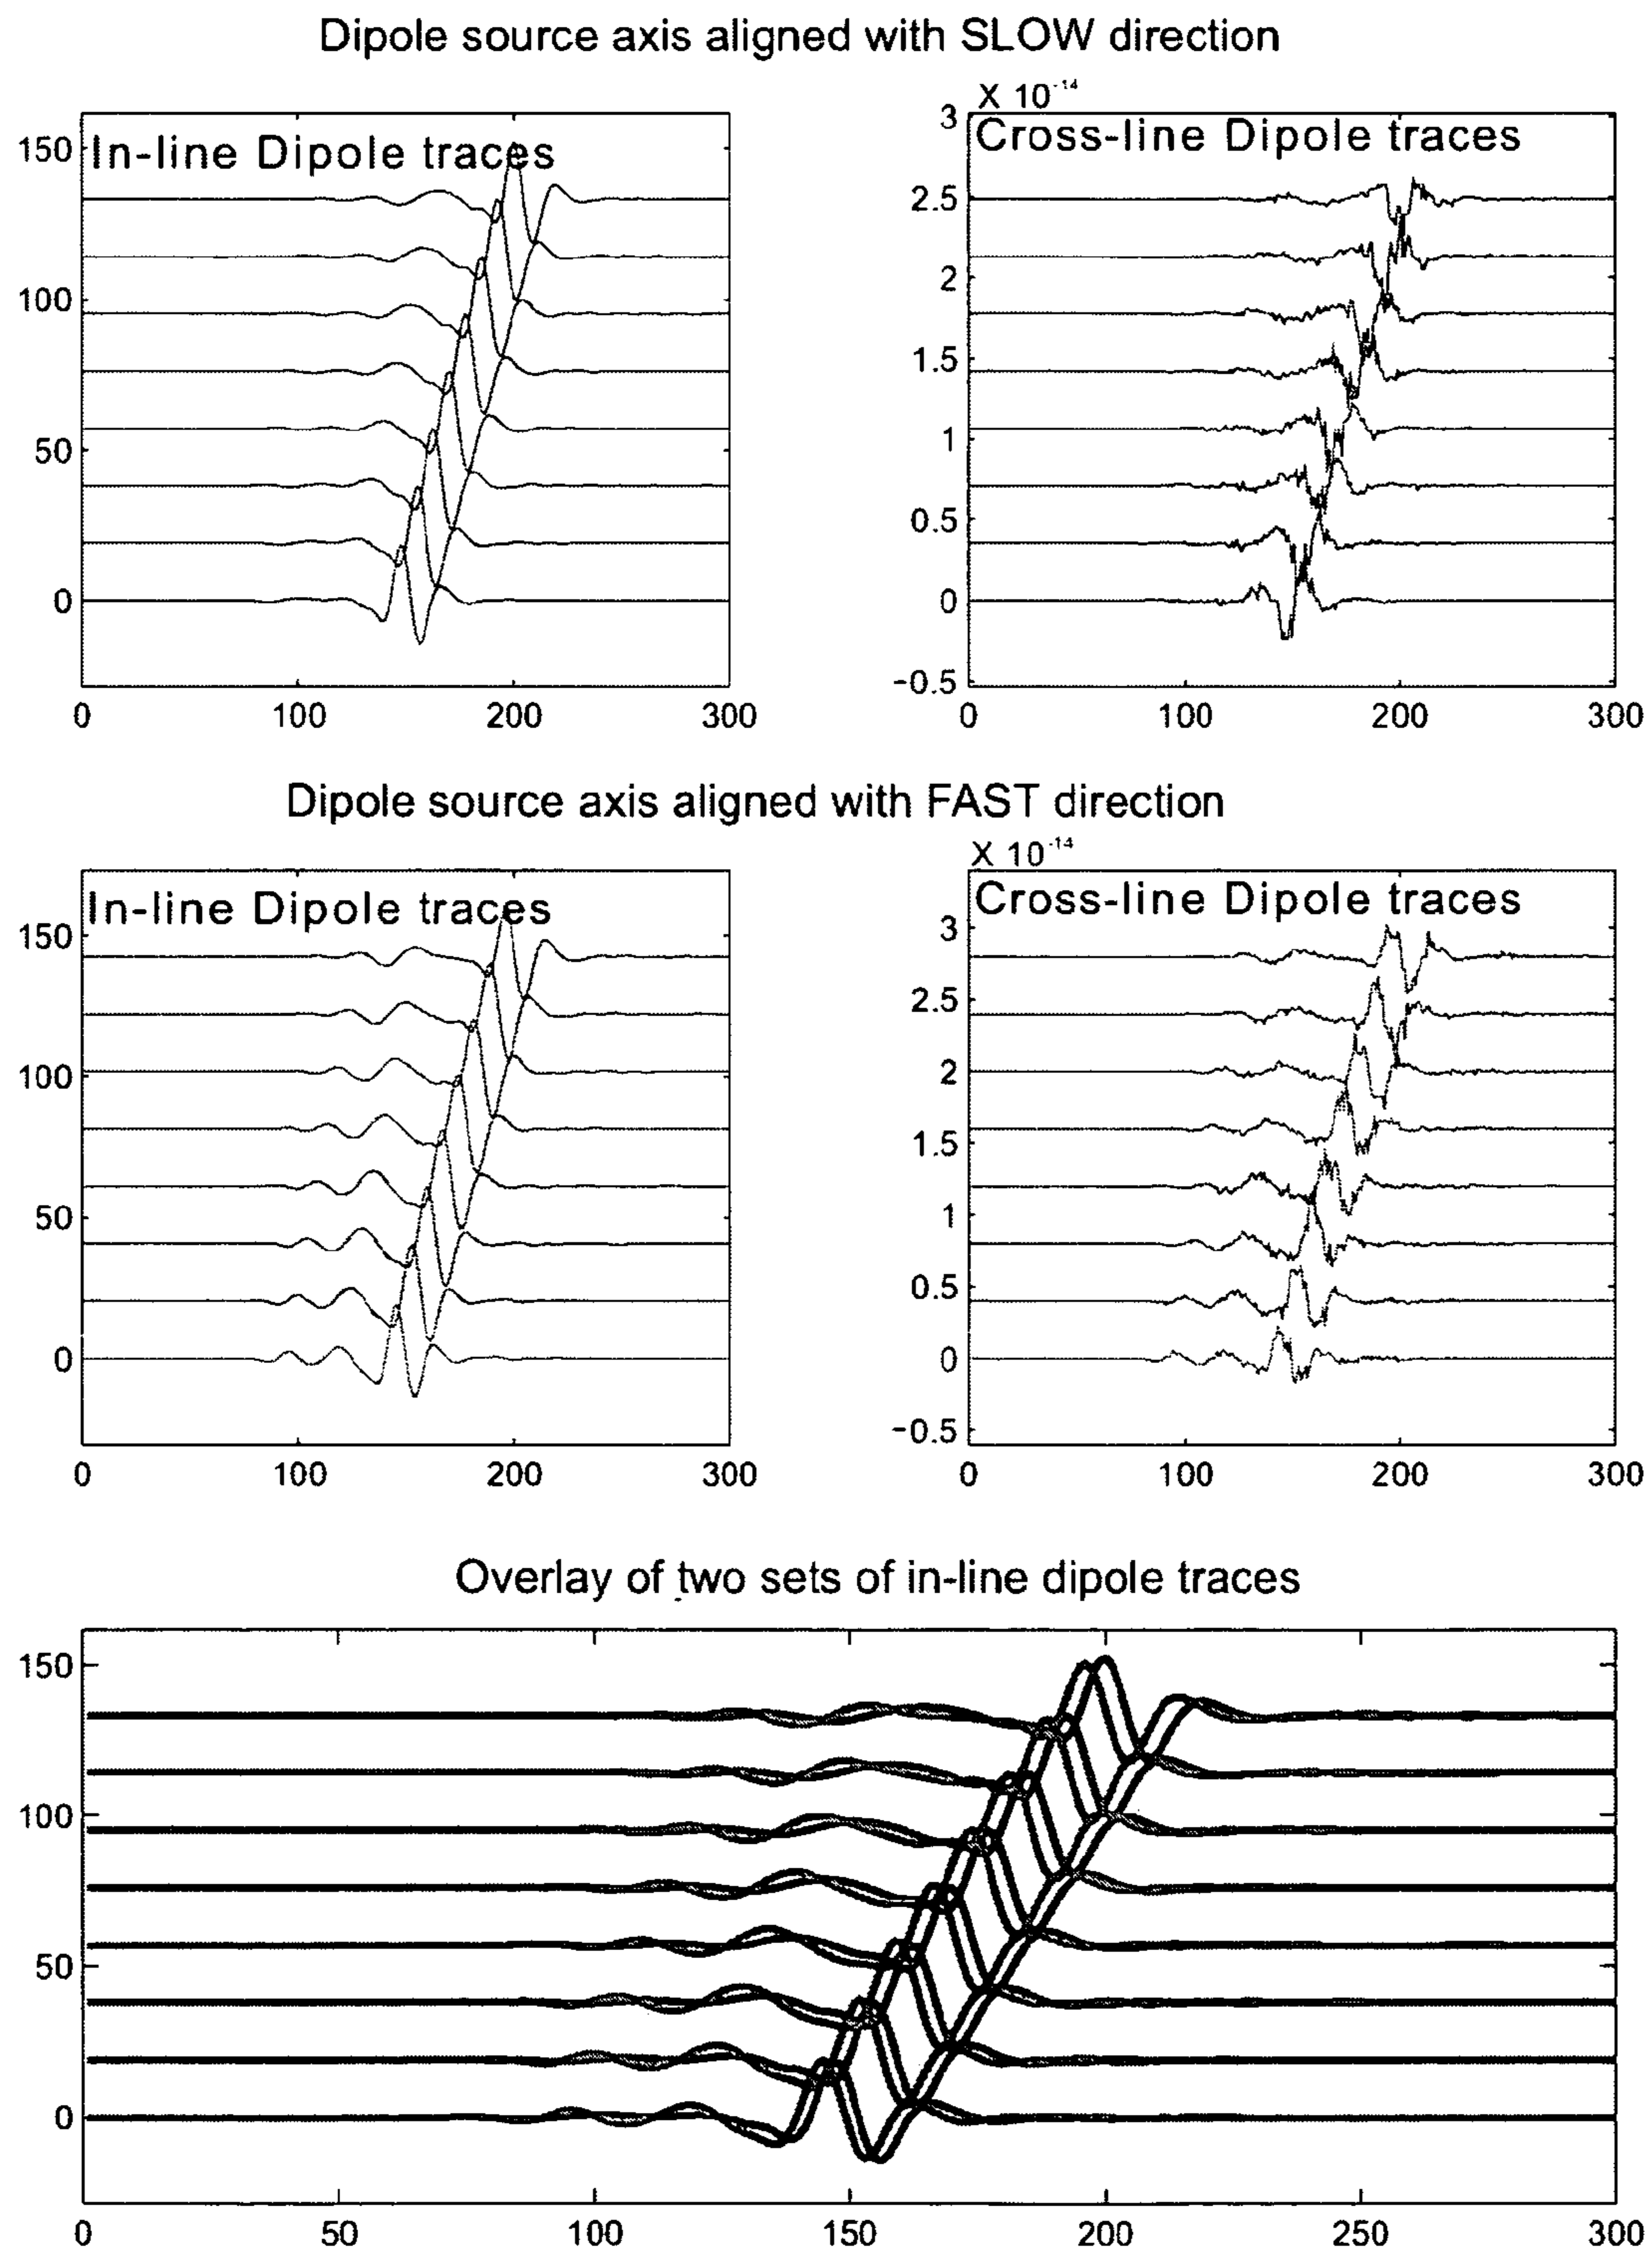 Dipole source axis aligned with SLOW direction
X 10-14
In-line Dipole traces
150
100
50
0
0 100 200 300
Cross-line Dipole traces
3
2.5
2
1.5
1
0.5
0
-0.5
0 100 200 300
Dipole source axis aligned with FAST direction
X 10-14
In-line Dipole traces
150
100
50
0
0 100 200 300
Cross-line Dipole traces
3
2.5
2
1.5
1
0.5
0
-0.5
0 100 200 300
Overlay of two sets of in-line dipole traces
150
100
50
0
0 50 100 150 200 250 300